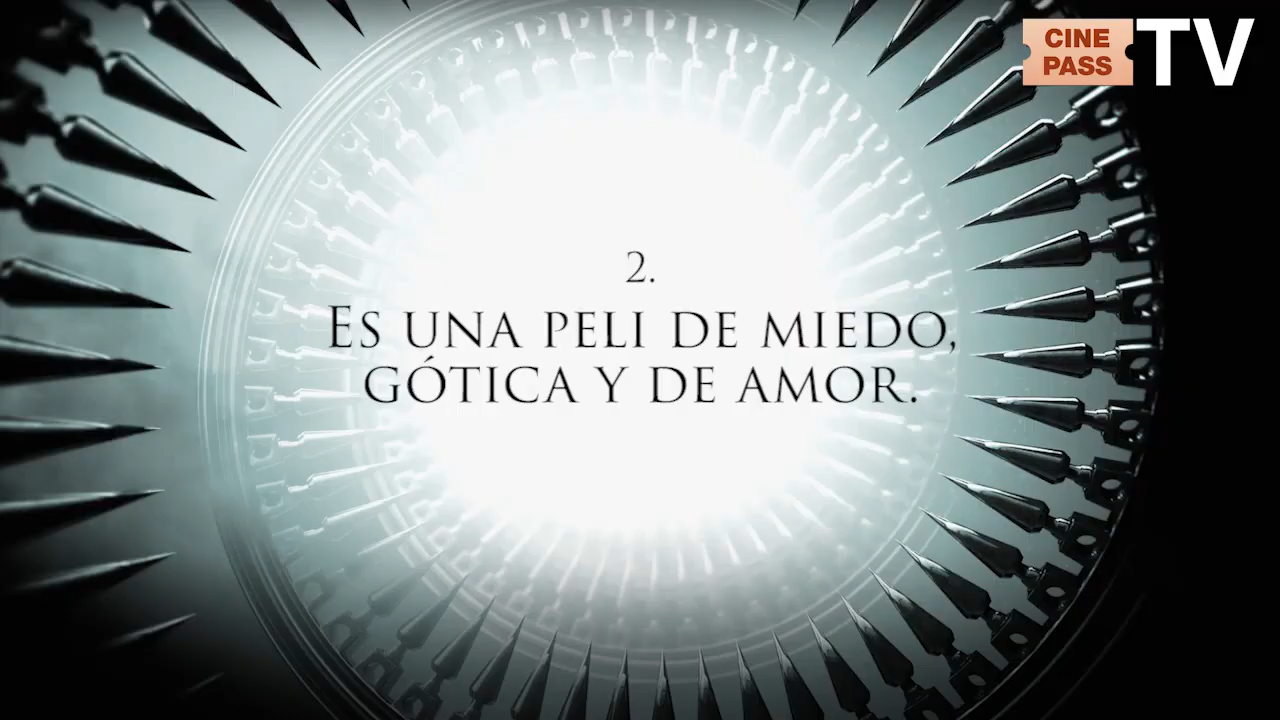 CINE
PASS
TV
2.
ES UNA PELI DE MIEDO,
GÓTICA Y DE AMOR.